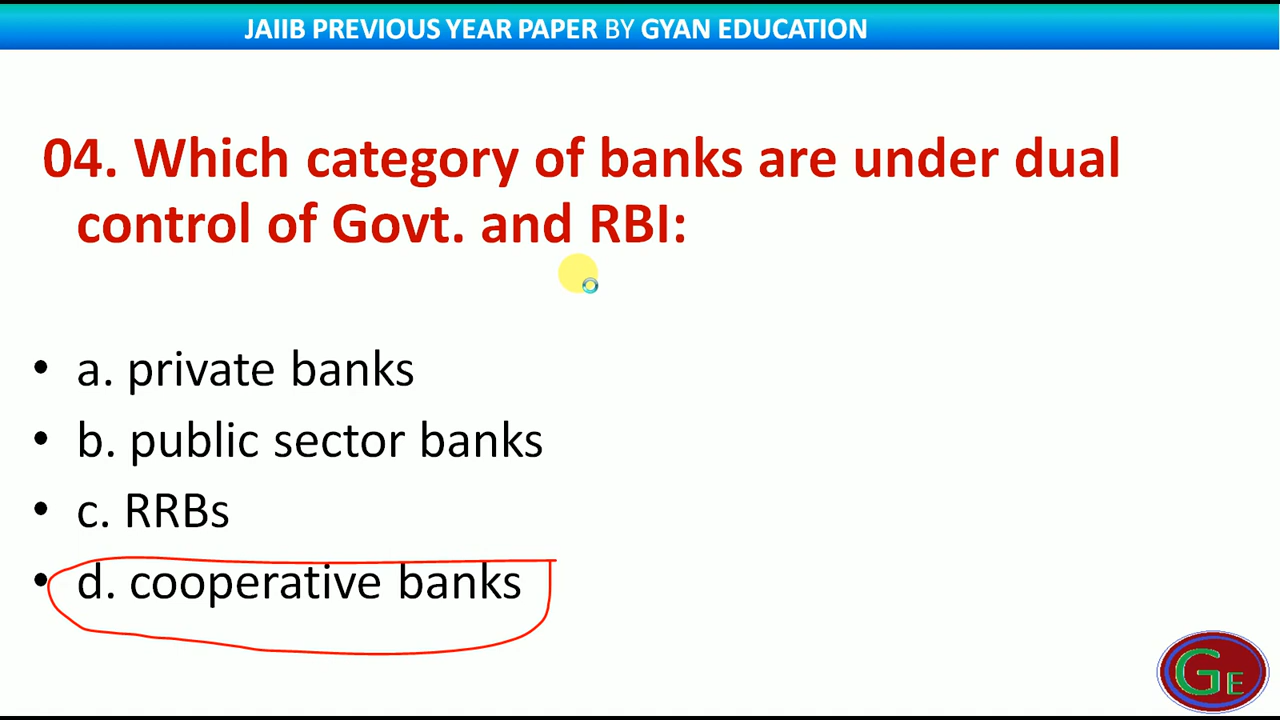 JAIIB PREVIOUS YEAR PAPER BY GYAN EDUCATION
04. Which category of banks are under dual
control of Govt. and RBI:
• a. private banks
• b. public sector banks
• c. RRBs
• d. cooperative banks
GE